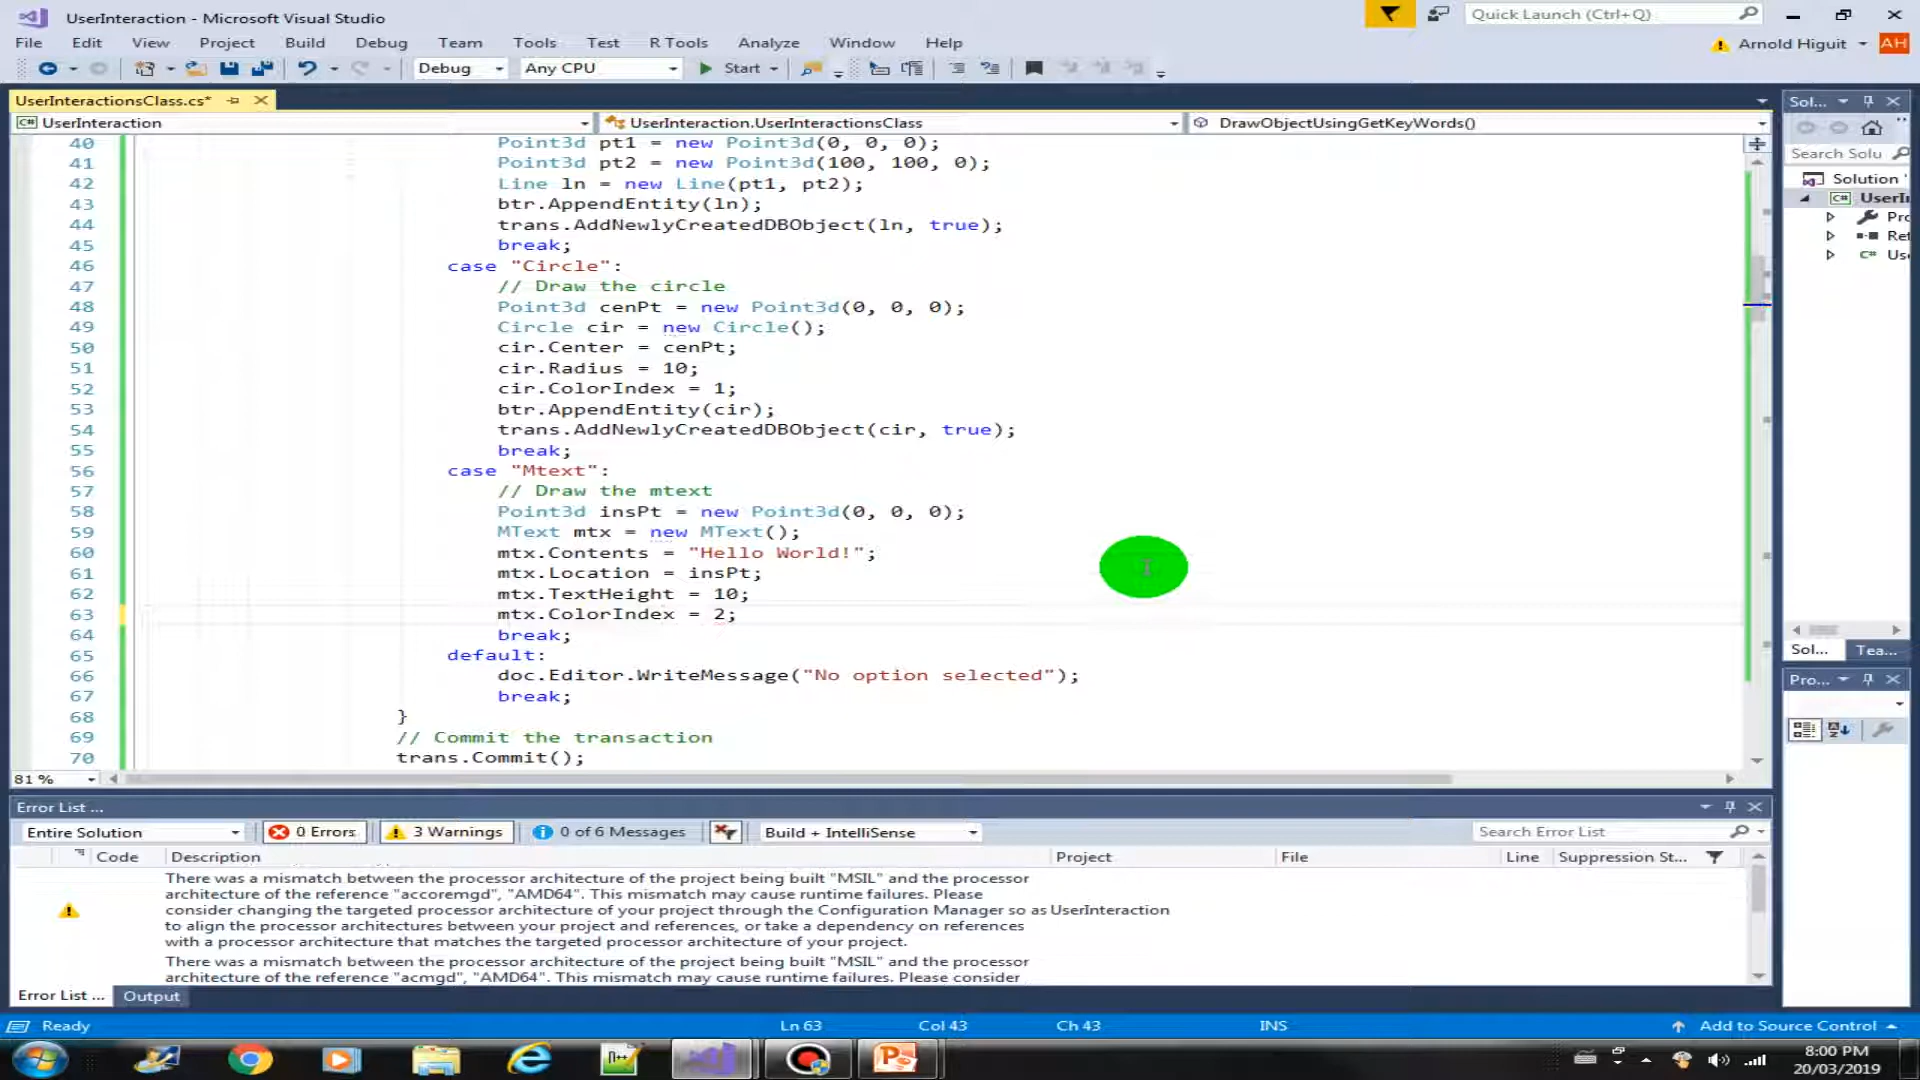 UserInteraction - Microsoft Visual Studio
Quick Launch (Ctrl+Q)
File Edit View Project Build Debug Team Tools Test R Tools Analyze Window Help
Arnold Higuit AH
Debug Any CPU Start
UserInteractionsClass.cs*
Sol...
C# UserInteraction UserInteraction.UserInteractionsClass DrawObjectUsingGetKeyWords()
40 Point3d pt1 = new Point3d(0, 0, 0);
41 Point3d pt2 = new Point3d(100, 100, 0);
42 Line ln = new Line(pt1, pt2);
43 btr.AppendEntity(ln);
44 trans.AddNewlyCreatedDBObject(ln, true);
45 break;
46 case "Circle":
47 // Draw the circle
48 Point3d cenPt = new Point3d(0, 0, 0);
49 Circle cir = new Circle();
50 cir.Center = cenPt;
51 cir.Radius = 10;
52 cir.ColorIndex = 1;
53 btr.AppendEntity(cir);
54 trans.AddNewlyCreatedDBObject(cir, true);
55 break;
56 case "Mtext":
57 // Draw the mtext
58 Point3d insPt = new Point3d(0, 0, 0);
59 MText mtx = new MText();
60 mtx.Contents = "Hello World!";
61 mtx.Location = insPt;
62 mtx.TextHeight = 10;
63 mtx.ColorIndex = 2;
64 break;
65 default:
66 doc.Editor.WriteMessage("No option selected");
67 break;
68 }
69 // Commit the transaction
70 trans.Commit();
81 %
Search Solu
Solution '
C# UserI
Pro
Ref
C# Use
Sol... Tea...
Pro...
Error List ...
Entire Solution 0 Errors 3 Warnings 0 of 6 Messages Build + IntelliSense Search Error List
Code Description Project File Line Suppression St...
There was a mismatch between the processor architecture of the project being built "MSIL" and the processor
architecture of the reference "accoremgd", "AMD64". This mismatch may cause runtime failures. Please
consider changing the targeted processor architecture of your project through the Configuration Manager so as UserInteraction
to align the processor architectures between your project and references, or take a dependency on references
with a processor architecture that matches the targeted processor architecture of your project.
There was a mismatch between the processor architecture of the project being built "MSIL" and the processor
architecture of the reference "acmgd", "AMD64". This mismatch may cause runtime failures. Please consider
Error List ... Output
Ready Ln 63 Col 43 Ch 43 INS Add to Source Control
8:00 PM
20/03/2019